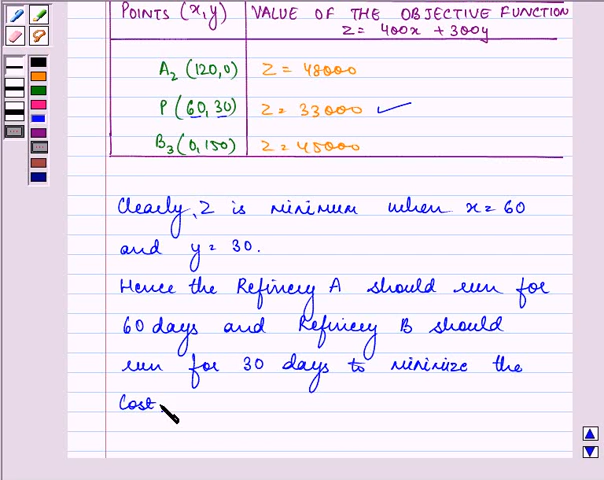 POINTS (x,y) VALUE OF THE OBJECTIVE FUNCTION
Z = 400x + 300y
A₂ (120,0) Z = 48000
P (60, 30) Z = 33000 ✓
B₃ (0,150) Z = 45000
Clearly, Z is minimum when x = 60
and y = 30.
Hence the Refinery A should run for
60 days and Refinery B should
run for 30 days to minimize the
Cost